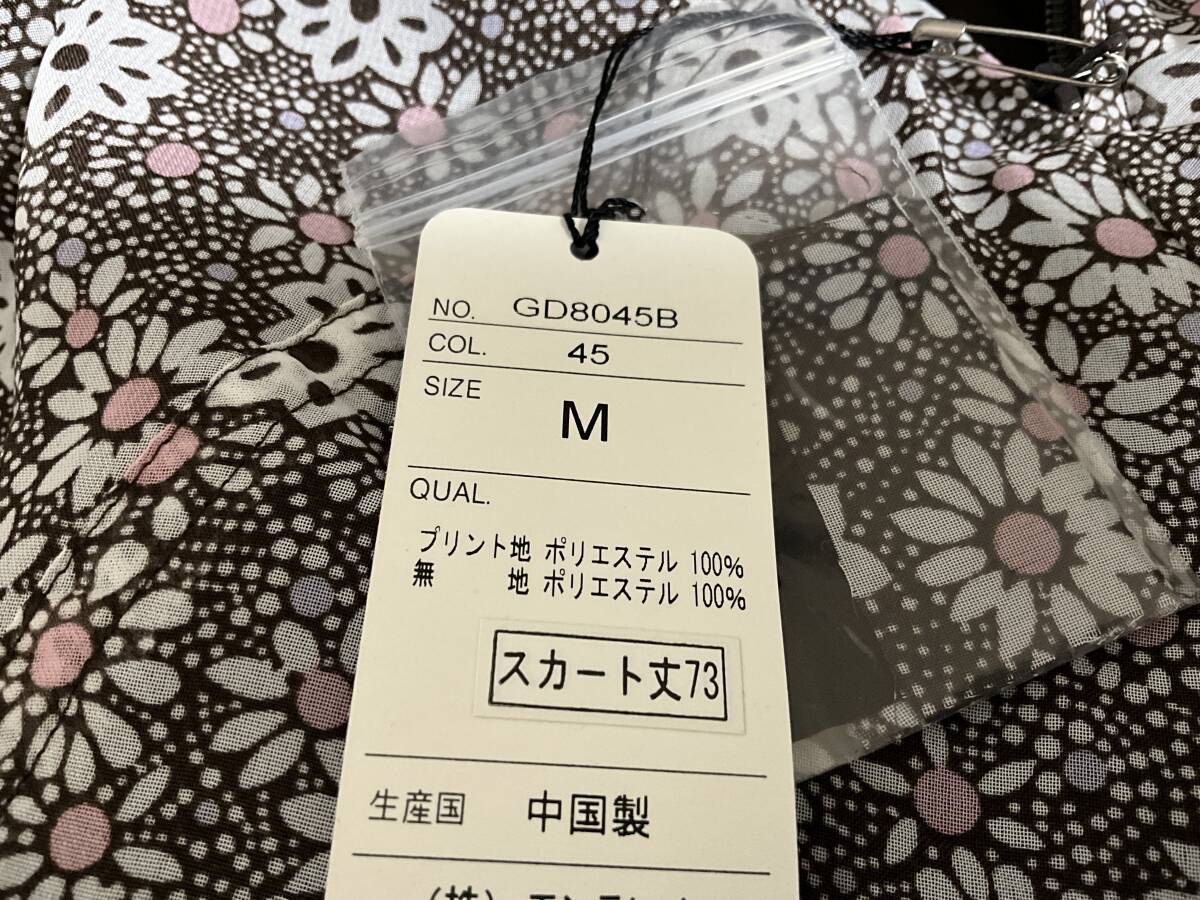 NO. GD8045B
COL. 45
SIZE M
QUAL.
プリント地 ポリエステル 100%
無 地 ポリエステル 100%
スカート丈73
生産国 中国製
(株)